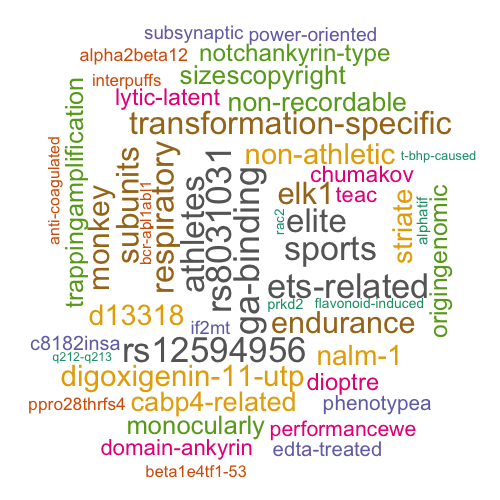 subsynaptic power-oriented
alpha2beta12 notchankyrin-type
interpuffs sizescopyright
lytic-latent non-recordable
transformation-specific
anti-coagulated trappingamplification monkey subunits bcr-abl1abl1 respiratory athletes rs8031031 ga-binding non-athletic t-bhp-caused
chumakov
elk1 teac striate alphatif origingenomic
rac2 elite
sports
ets-related
prkd2 flavonoid-induced
d13318 if2mt endurance
c8182insa rs12594956 nalm-1
q212-q213
digoxigenin-11-utp dioptre
ppro28thrfs4 cabp4-related phenotypea
monocularly performancewe
domain-ankyrin edta-treated
beta1e4tf1-53